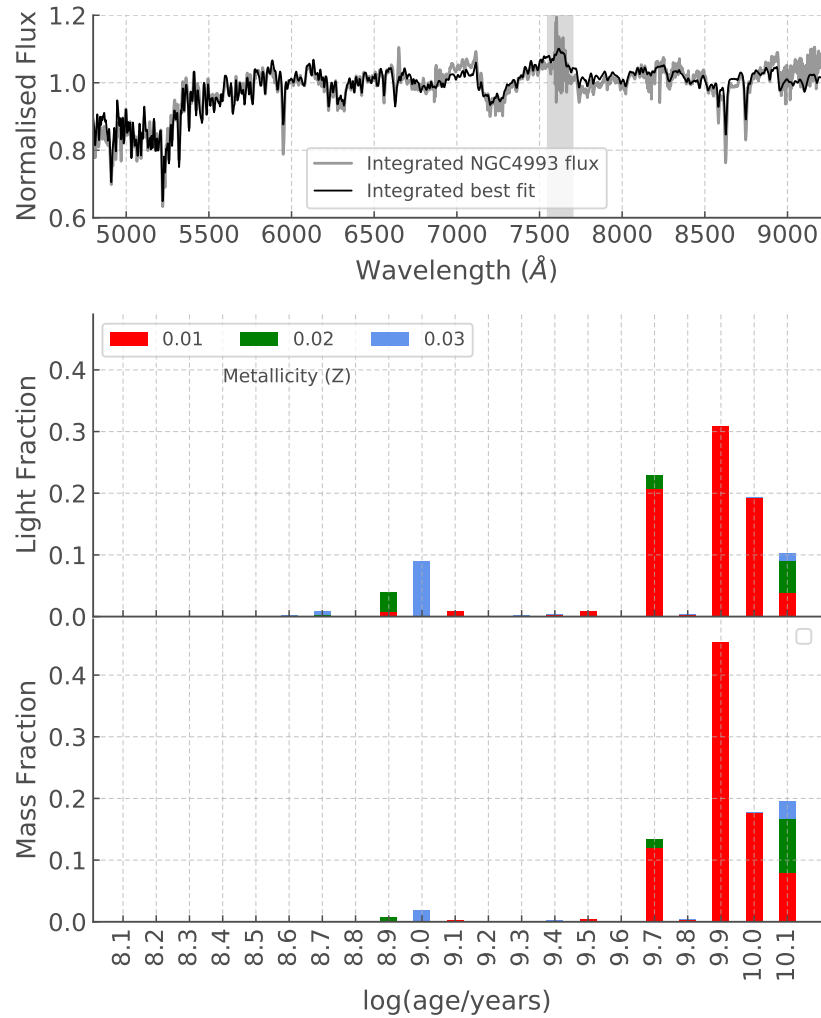 1.2
1.0
0.8
0.6
Normalised Flux
Integrated NGC4993 flux
Integrated best fit
5000 5500 6000 6500 7000 7500 8000 8500 9000
Wavelength (Å)
0.01 0.02 0.03
Metallicity (Z)
0.4
0.3
0.2
0.1
0.0
Light Fraction
0.4
0.3
0.2
0.1
0.0
Mass Fraction
8.1 8.2 8.3 8.4 8.5 8.6 8.7 8.8 8.9 9.0 9.1 9.2 9.3 9.4 9.5 9.6 9.7 9.8 9.9 10.0 10.1
log(age/years)